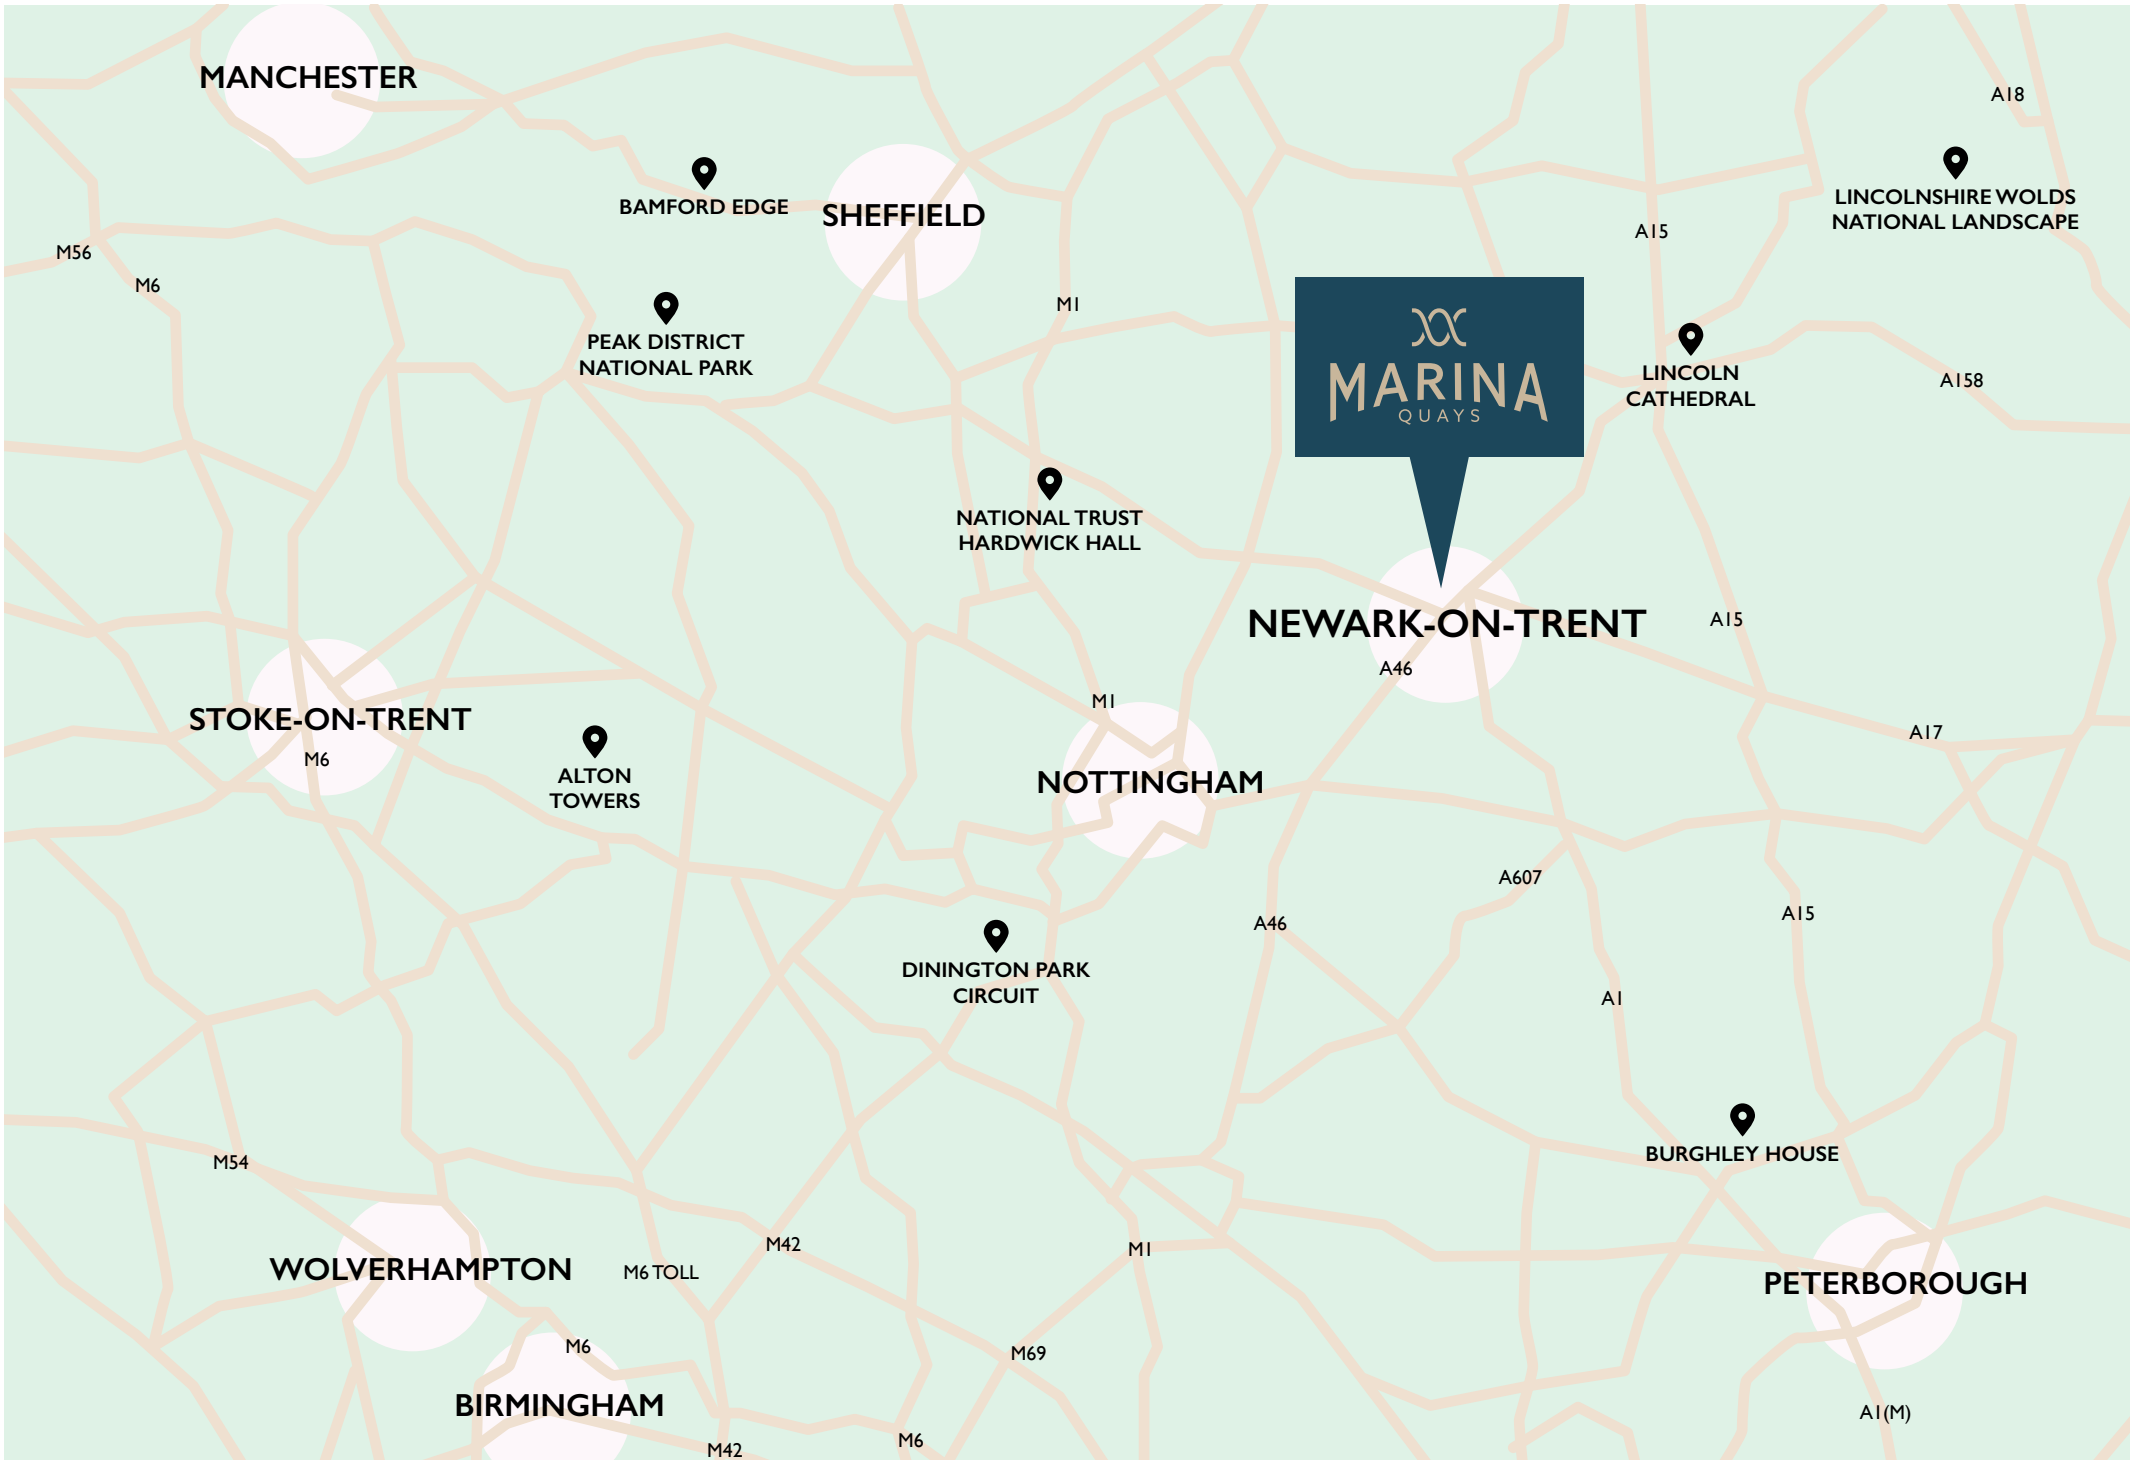 MANCHESTER
A18
BAMFORD EDGE
SHEFFIELD
LINCOLNSHIRE WOLDS
NATIONAL LANDSCAPE
A15
M56
M6
M1
PEAK DISTRICT
NATIONAL PARK
MARINA
QUAYS
LINCOLN
CATHEDRAL
A158
NATIONAL TRUST
HARDWICK HALL
NEWARK-ON-TRENT
A15
A46
M1
STOKE-ON-TRENT
M6
A17
ALTON
TOWERS
NOTTINGHAM
A607
A46
A15
DININGTON PARK
CIRCUIT
A1
BURGHLEY HOUSE
M54
M42
M1
WOLVERHAMPTON
M6 TOLL
PETERBOROUGH
M6
M69
BIRMINGHAM
A1(M)
M6
M42